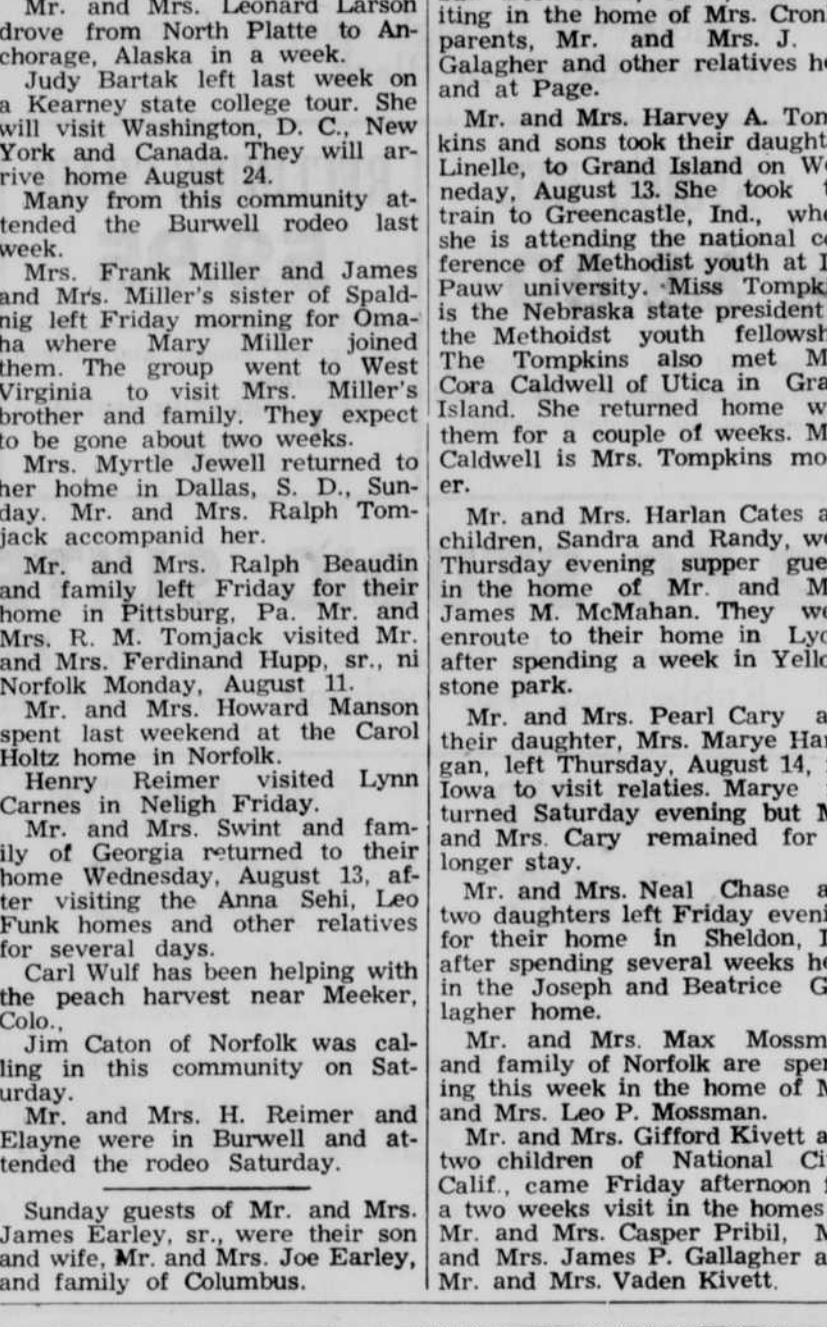 Mr. and Mrs. Leonard Larson
drove from North Platte to An-
chorage, Alaska in a week.
Judy Bartak left last week on
a Kearney state college tour. She
will visit Washington, D. C., New
York and Canada. They will ar-
rive home August 24.
Many from this community at-
tended the Burwell rodeo last
week.
Mrs. Frank Miller and James
and Mrs. Miller's sister of Spald-
nig left Friday morning for Oma-
ha where Mary Miller joined
them. The group went to West
Virginia to visit Mrs. Miller's
brother and family. They expect
to be gone about two weeks.
Mrs. Myrtle Jewell returned to
her home in Dallas, S. D., Sun-
day. Mr. and Mrs. Ralph Tom-
jack accompanid her.
Mr. and Mrs. Ralph Beaudin
and family left Friday for their
home in Pittsburg, Pa. Mr. and
Mrs. R. M. Tomjack visited Mr.
and Mrs. Ferdinand Hupp, sr., ni
Norfolk Monday, August 11.
Mr. and Mrs. Howard Manson
spent last weekend at the Carol
Holtz home in Norfolk.
Henry Reimer visited Lynn
Carnes in Neligh Friday.
Mr. and Mrs. Swint and fam-
ily of Georgia returned to their
home Wednesday, August 13, af-
ter visiting the Anna Sehi, Leo
Funk homes and other relatives
for several days.
Carl Wulf has been helping with
the peach harvest near Meeker,
Colo.,
Jim Caton of Norfolk was cal-
ling in this community on Sat-
urday.
Mr. and Mrs. H. Reimer and
Elayne were in Burwell and at-
tended the rodeo Saturday.
Sunday guests of Mr. and Mrs.
James Earley, sr., were their son
and wife, Mr. and Mrs. Joe Earley,
and family of Columbus.
iting in the home of Mrs. Cron
parents, Mr. and Mrs. J.
Galagher and other relatives h
and at Page.
Mr. and Mrs. Harvey A. Tom
kins and sons took their daught
Linelle, to Grand Island on W
neday, August 13. She took
train to Greencastle, Ind., wh
she is attending the national c
ference of Methodist youth at
Pauw university. Miss Tompk
is the Nebraska state president
the Methoidst youth fellowsh
The Tompkins also met M
Cora Caldwell of Utica in Gra
Island. She returned home w
them for a couple of weeks. M
Caldwell is Mrs. Tompkins mo
er.
Mr. and Mrs. Harlan Cates a
children, Sandra and Randy, w
Thursday evening supper gue
in the home of Mr. and M
James M. McMahan. They we
enroute to their home in Lyo
after spending a week in Yello
stone park.
Mr. and Mrs. Pearl Cary a
their daughter, Mrs. Marye Har
gan, left Thursday, August 14,
Iowa to visit relaties. Marye
turned Saturday evening but M
and Mrs. Cary remained for
longer stay.
Mr. and Mrs. Neal Chase a
two daughters left Friday eveni
for their home in Sheldon, I
after spending several weeks h
in the Joseph and Beatrice G
lagher home.
Mr. and Mrs. Max Mossm
and family of Norfolk are spe
ing this week in the home of M
and Mrs. Leo P. Mossman.
Mr. and Mrs. Gifford Kivett a
two children of National Ci
Calif., came Friday afternoon
a two weeks visit in the homes
Mr. and Mrs. Casper Pribil, M
and Mrs. James P. Gallagher a
Mr. and Mrs. Vaden Kivett.